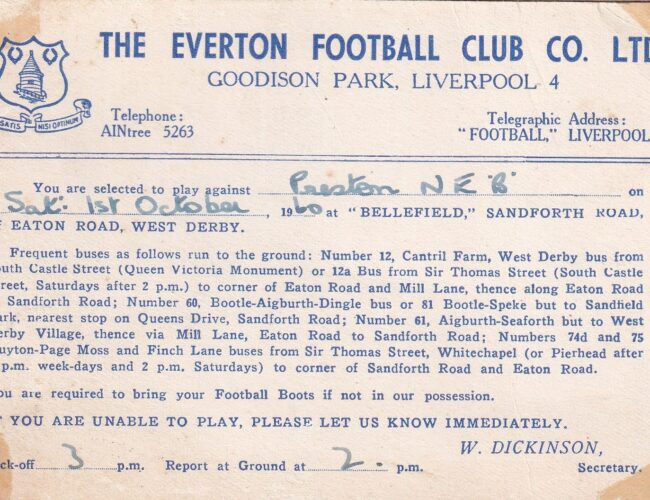 THE EVERTON FOOTBALL CLUB CO. LTD
GOODISON PARK, LIVERPOOL 4
SATIS NISI OPTIMUM
Telephone:
AINtree 5263
Telegraphic Address:
"FOOTBALL," LIVERPOOL
You are selected to play against Preston N E 'B' on
Sat: 1st October, 1960 at "BELLEFIELD," SANDFORTH ROAD,
EATON ROAD, WEST DERBY.
Frequent buses as follows run to the ground: Number 12, Cantril Farm, West Derby bus from
outh Castle Street (Queen Victoria Monument) or 12a Bus from Sir Thomas Street (South Castle
reet, Saturdays after 2 p.m.) to corner of Eaton Road and Mill Lane, thence along Eaton Road
Sandforth Road; Number 60, Bootle-Aigburth-Dingle bus or 81 Bootle-Speke but to Sandfield
ark, nearest stop on Queens Drive, Sandforth Road; Number 61, Aigburth-Seaforth but to West
erby Village, thence via Mill Lane, Eaton Road to Sandforth Road; Numbers 74d and 75
uyton-Page Moss and Finch Lane buses from Sir Thomas Street, Whitechapel (or Pierhead after
p.m. week-days and 2 p.m. Saturdays) to corner of Sandforth Road and Eaton Road.
ou are required to bring your Football Boots if not in our possession.
YOU ARE UNABLE TO PLAY, PLEASE LET US KNOW IMMEDIATELY.
W. DICKINSON,
ck-off 3 p.m. Report at Ground at 2. p.m. Secretary.